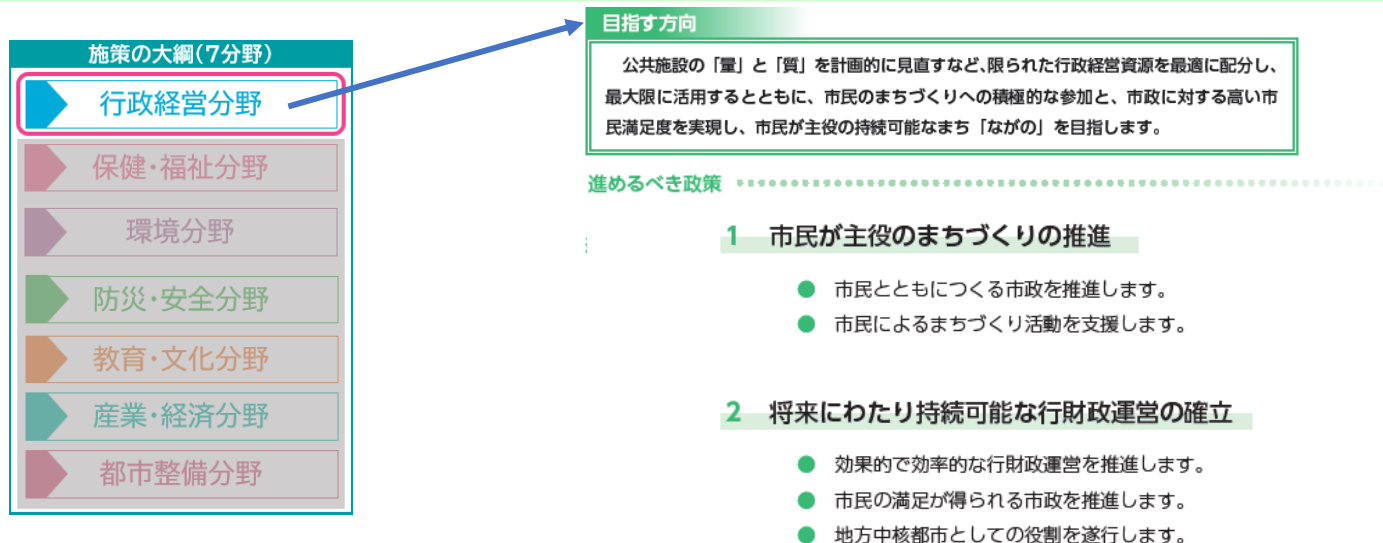 施策の大綱(7分野)
行政経営分野
保健･福祉分野
環境分野
防災･安全分野
教育･文化分野
産業･経済分野
都市整備分野
目指す方向
公共施設の「量」と「質」を計画的に見直すなど、限られた行政経営資源を最適に配分し、
最大限に活用するとともに、市民のまちづくりへの積極的な参加と、市政に対する高い市
民満足度を実現し、市民が主役の持続可能なまち「ながの」を目指します。
進めるべき政策
1 市民が主役のまちづくりの推進
● 市民とともにつくる市政を推進します。
● 市民によるまちづくり活動を支援します。
2 将来にわたり持続可能な行財政運営の確立
● 効果的で効率的な行財政運営を推進します。
● 市民の満足が得られる市政を推進します。
● 地方中核都市としての役割を遂行します。